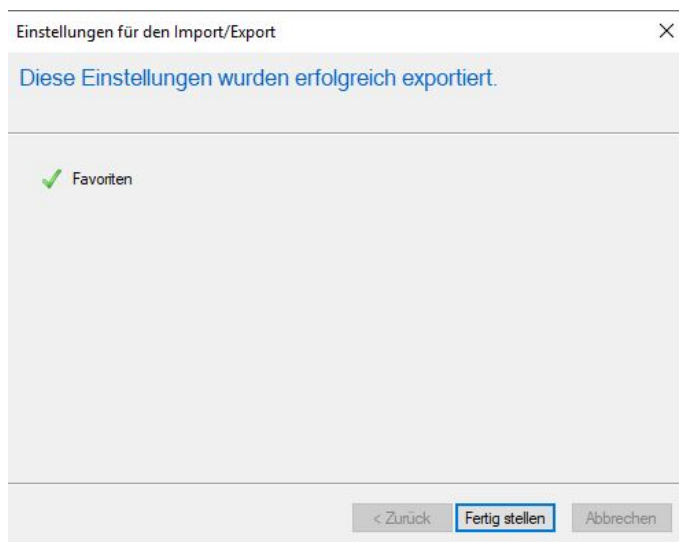 Einstellungen für den Import/Export
Diese Einstellungen wurden erfolgreich exportiert.
Favoriten
< Zurück Fertig stellen Abbrechen